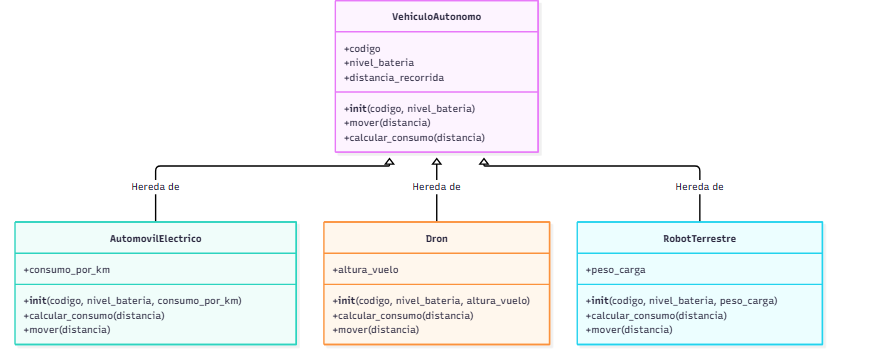 VehiculoAutonomo
+codigo
+nivel_bateria
+distancia_recorrida
+init(codigo, nivel_bateria)
+mover(distancia)
+calcular_consumo(distancia)
Hereda de
Hereda de
Hereda de
AutomovilElectrico
+consumo_por_km
+init(codigo, nivel_bateria, consumo_por_km)
+calcular_consumo(distancia)
+mover(distancia)
Dron
+altura_vuelo
+init(codigo, nivel_bateria, altura_vuelo)
+calcular_consumo(distancia)
+mover(distancia)
RobotTerrestre
+peso_carga
+init(codigo, nivel_bateria, peso_carga)
+calcular_consumo(distancia)
+mover(distancia)